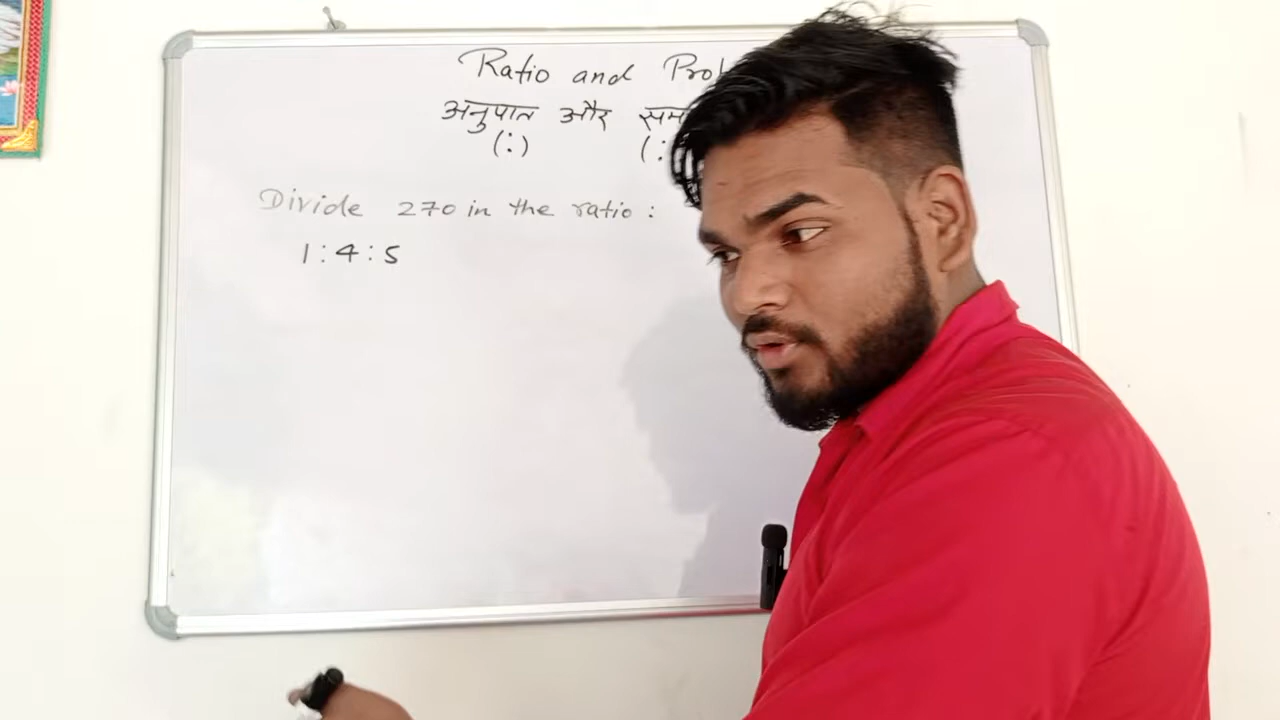 Ratio and
अनुपात और
(:)
Divide 270 in the ratio :
1 : 4 : 5